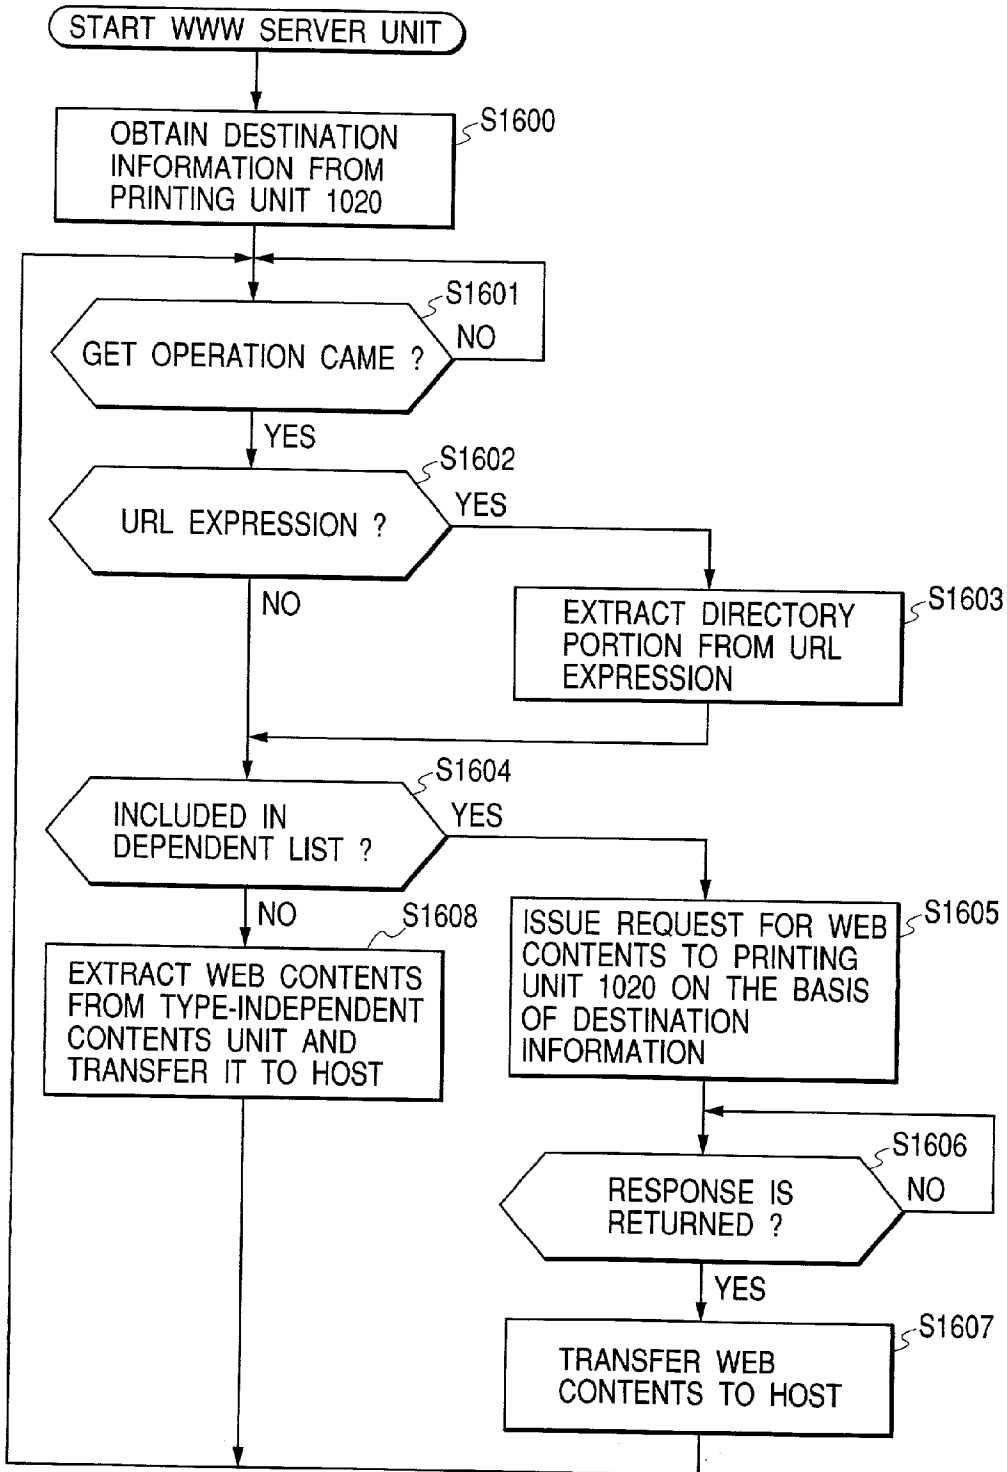 START WWW SERVER UNIT
S1600
OBTAIN DESTINATION
INFORMATION FROM
PRINTING UNIT 1020
S1601
GET OPERATION CAME ?
NO
YES
S1602
URL EXPRESSION ?
YES
NO
S1603
EXTRACT DIRECTORY
PORTION FROM URL
EXPRESSION
S1604
INCLUDED IN
DEPENDENT LIST ?
YES
NO
S1608
EXTRACT WEB CONTENTS
FROM TYPE-INDEPENDENT
CONTENTS UNIT AND
TRANSFER IT TO HOST
S1605
ISSUE REQUEST FOR WEB
CONTENTS TO PRINTING
UNIT 1020 ON THE BASIS
OF DESTINATION
INFORMATION
S1606
RESPONSE IS
RETURNED ?
NO
YES
S1607
TRANSFER WEB
CONTENTS TO HOST